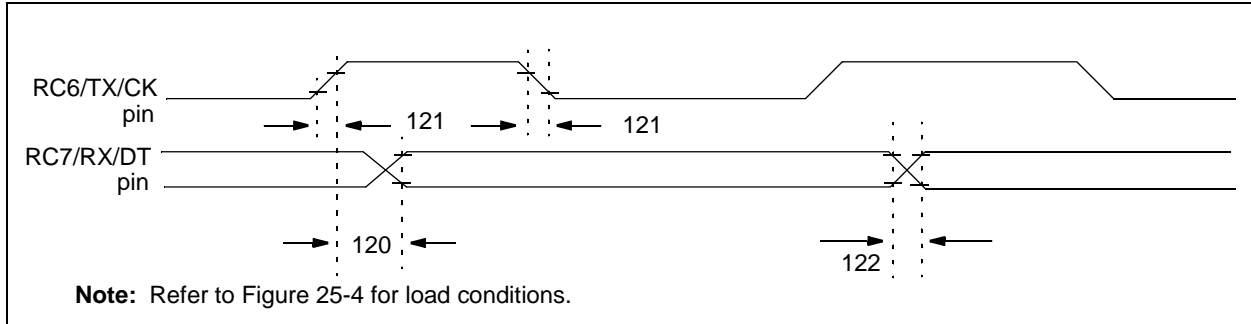 RC6/TX/CK
pin
121
121
RC7/RX/DT
pin
120
122
Note: Refer to Figure 25-4 for load conditions.